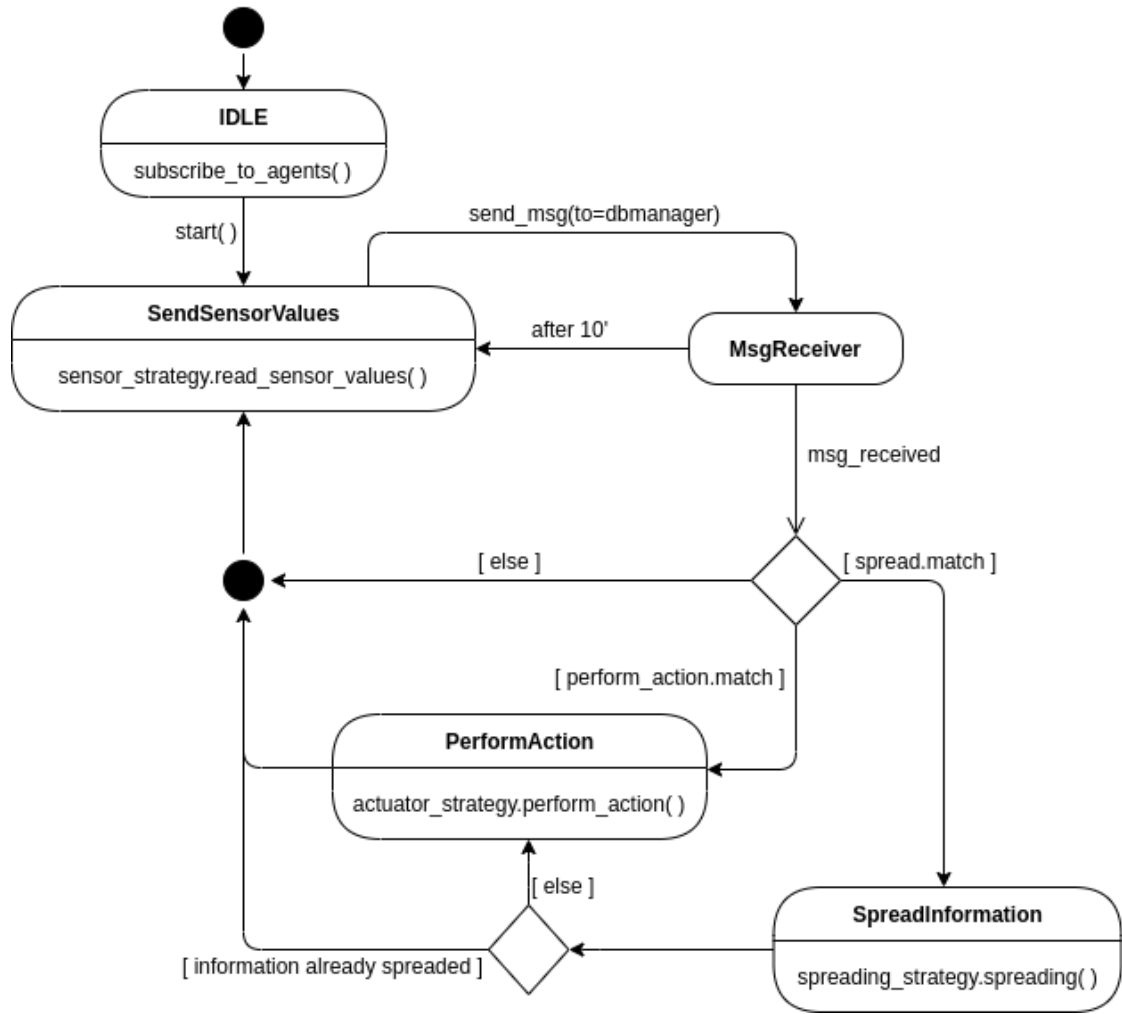 IDLE
subscribe_to_agents( )
start( )
send_msg(to=dbmanager)
SendSensorValues
sensor_strategy.read_sensor_values( )
after 10'
MsgReceiver
msg_received
[ else ]
[ spread.match ]
[ perform_action.match ]
PerformAction
actuator_strategy.perform_action( )
[ else ]
SpreadInformation
spreading_strategy.spreading( )
[ information already spreaded ]